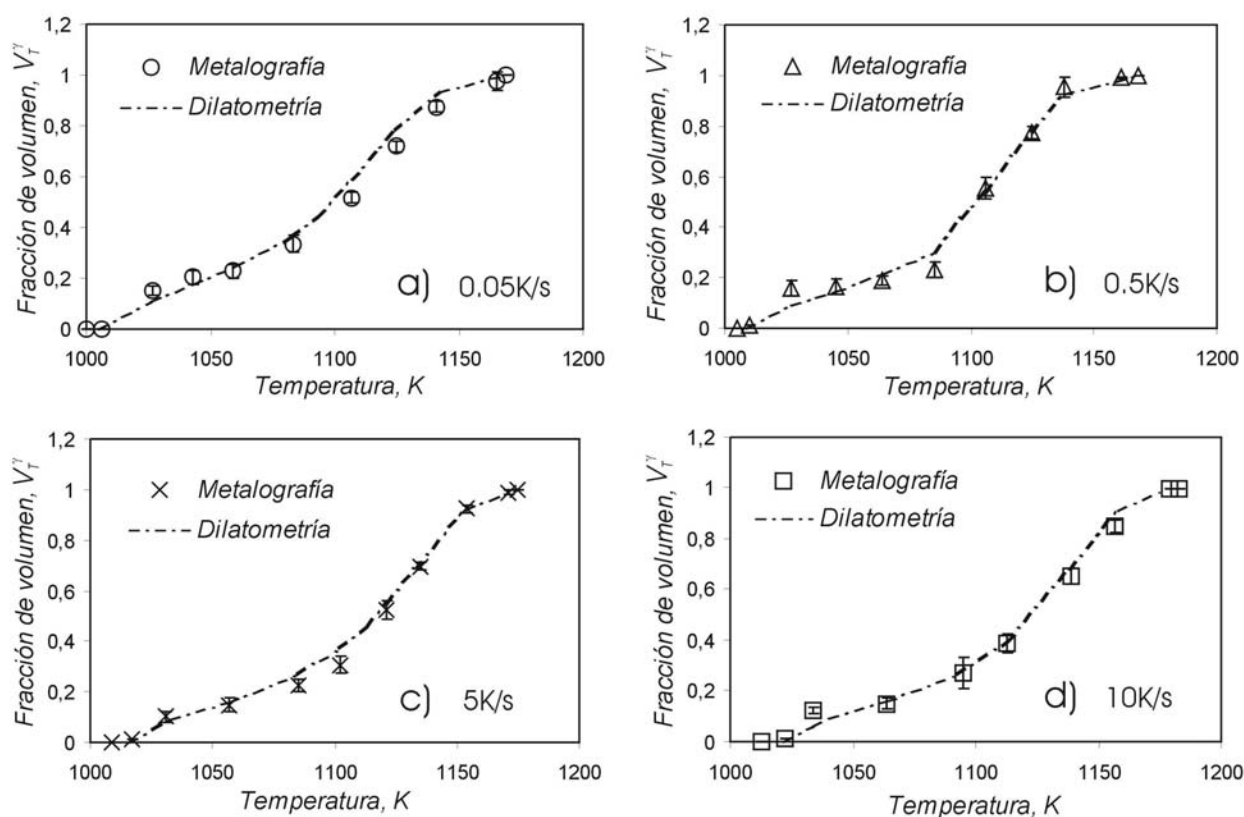 Fracción de volumen, V_T^γ
1,2
1
0,8
0,6
0,4
0,2
0
Metalografía
Dilatometría
a) 0.05K/s
1000 1050 1100 1150 1200
Temperatura, K
Fracción de volumen, V_T^γ
1,2
1
0,8
0,6
0,4
0,2
0
Metalografía
Dilatometría
b) 0.5K/s
1000 1050 1100 1150 1200
Temperatura, K
Fracción de volumen, V_T^γ
1,2
1
0,8
0,6
0,4
0,2
0
Metalografía
Dilatometría
c) 5K/s
1000 1050 1100 1150 1200
Temperatura, K
Fracción de volumen, V_T^γ
1,2
1
0,8
0,6
0,4
0,2
0
Metalografía
Dilatometría
d) 10K/s
1000 1050 1100 1150 1200
Temperatura, K